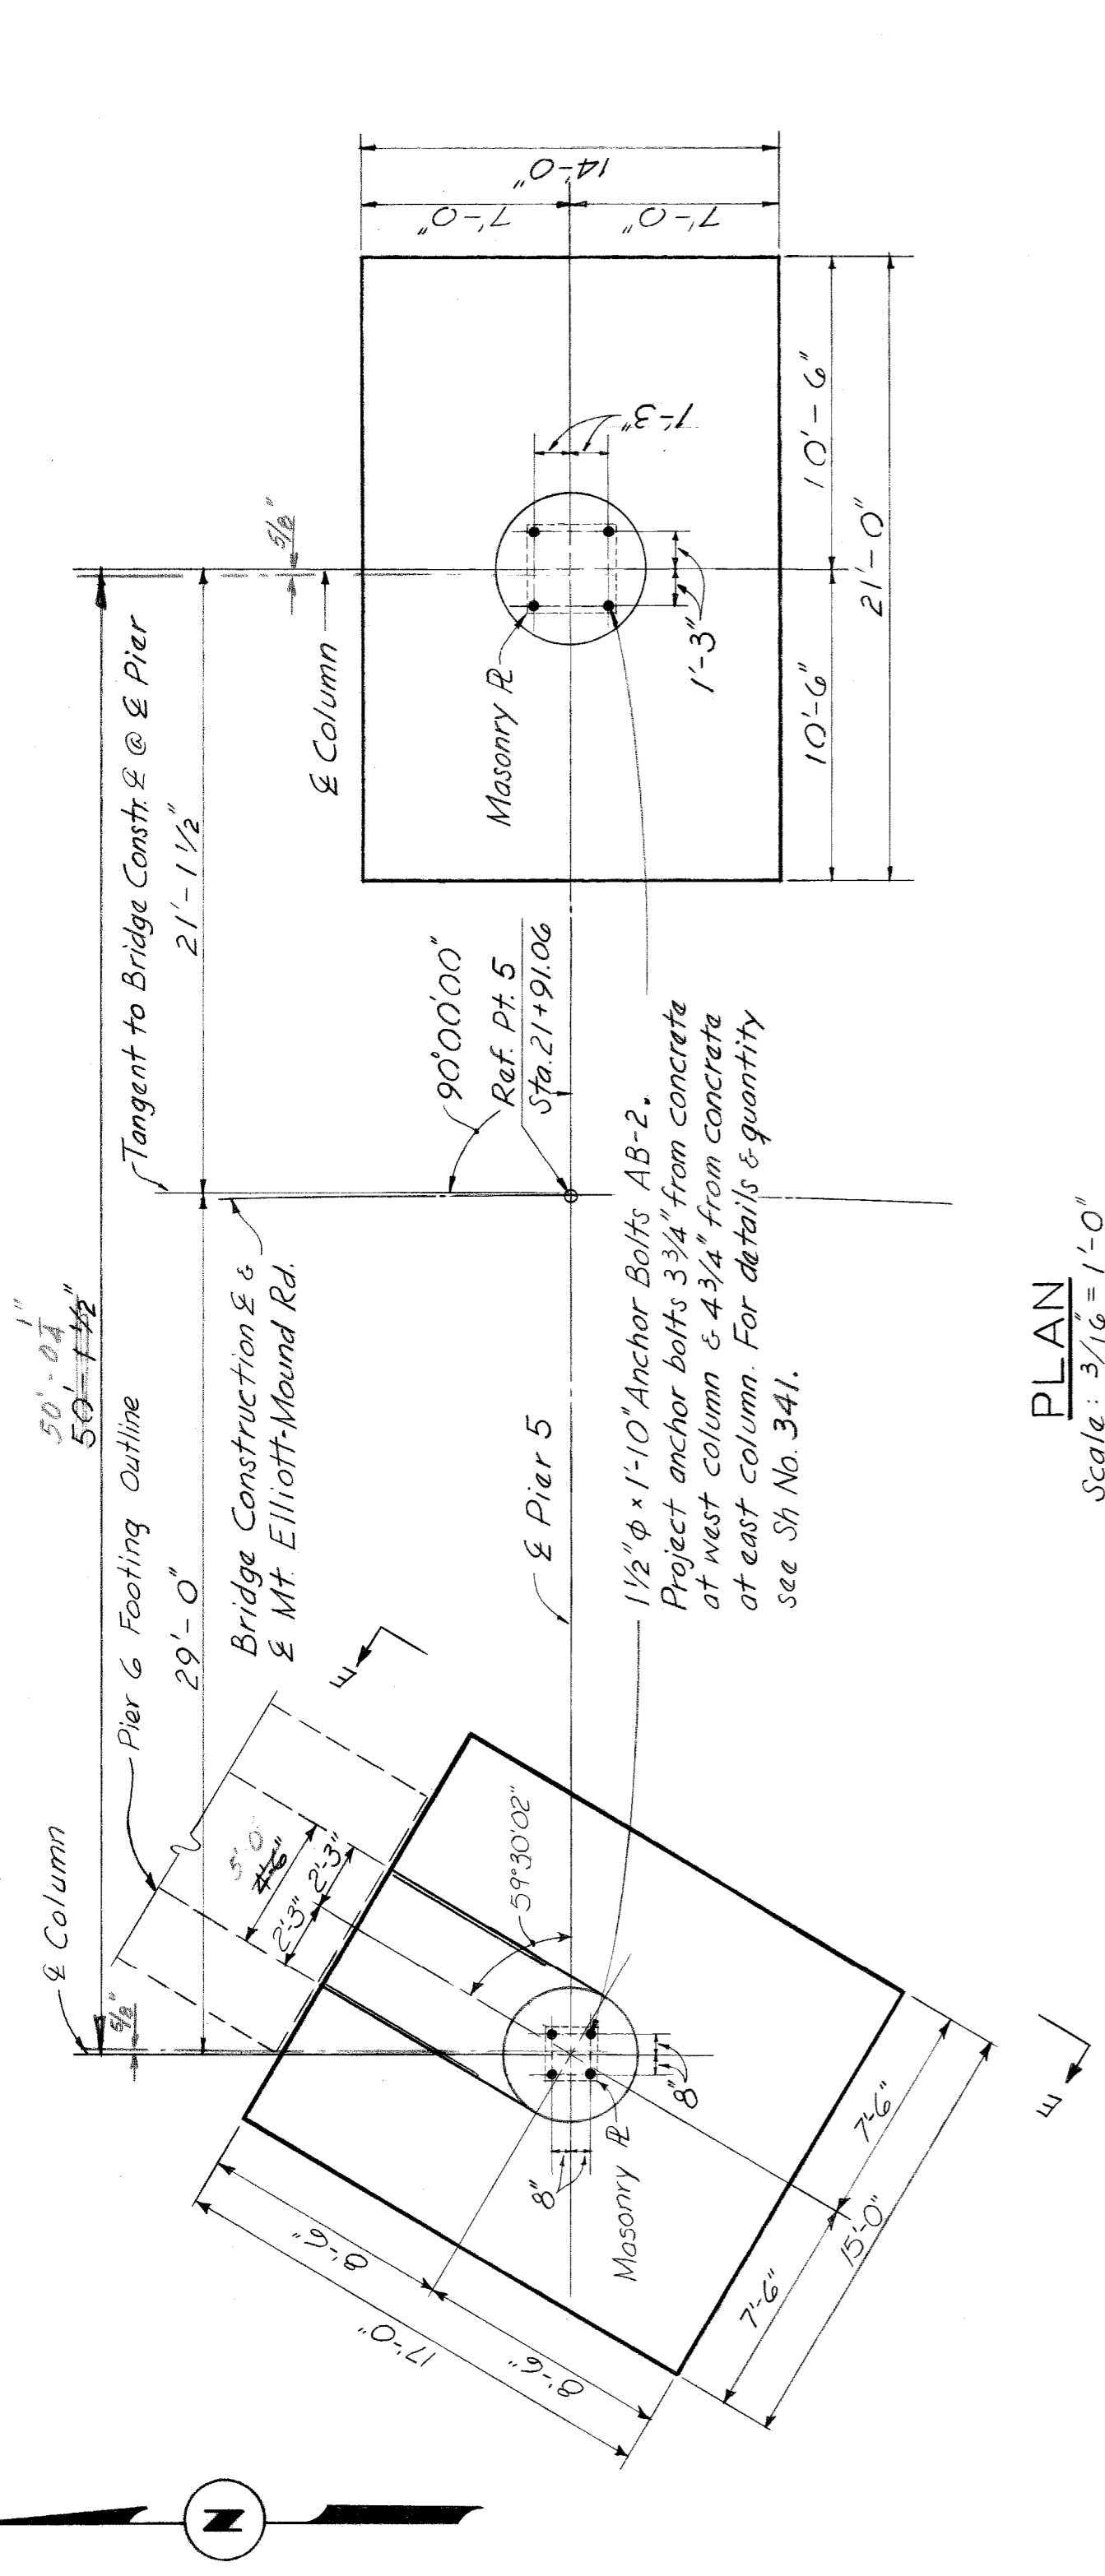 50'-0 1/4"
50'-1 1/2"
℄ Column
5/8"
Pier 6 Footing Outline
29'-0"
Tangent to Bridge Constr. ℄ @ ℄ Pier
21'-1 1/2"
Bridge Construction ℄ &
℄ Mt. Elliott-Mound Rd.
℄ Column
5/8"
5'-0
4'-6"
2'-3"
2'-3"
59°30'02"
E
E
90°00'00"
Ref. Pt. 5
Sta. 21+91.06
℄ Pier 5
Masonry ℞
1'-3"
1'-3"
7'-0"
7'-0"
14'-0"
10'-6"
10'-6"
21'-0"
8"
8"
Masonry ℞
8'-6"
8'-6"
17'-0"
7'-6"
7'-6"
15'-0"
1 1/2" φ x 1'-10" Anchor Bolts AB-2.
Project anchor bolts 3 3/4" from concrete
at west column & 4 3/4" from concrete
at east column. For details & quantity
see Sh No. 341.
N
PLAN
Scale: 3/16" = 1'-0"